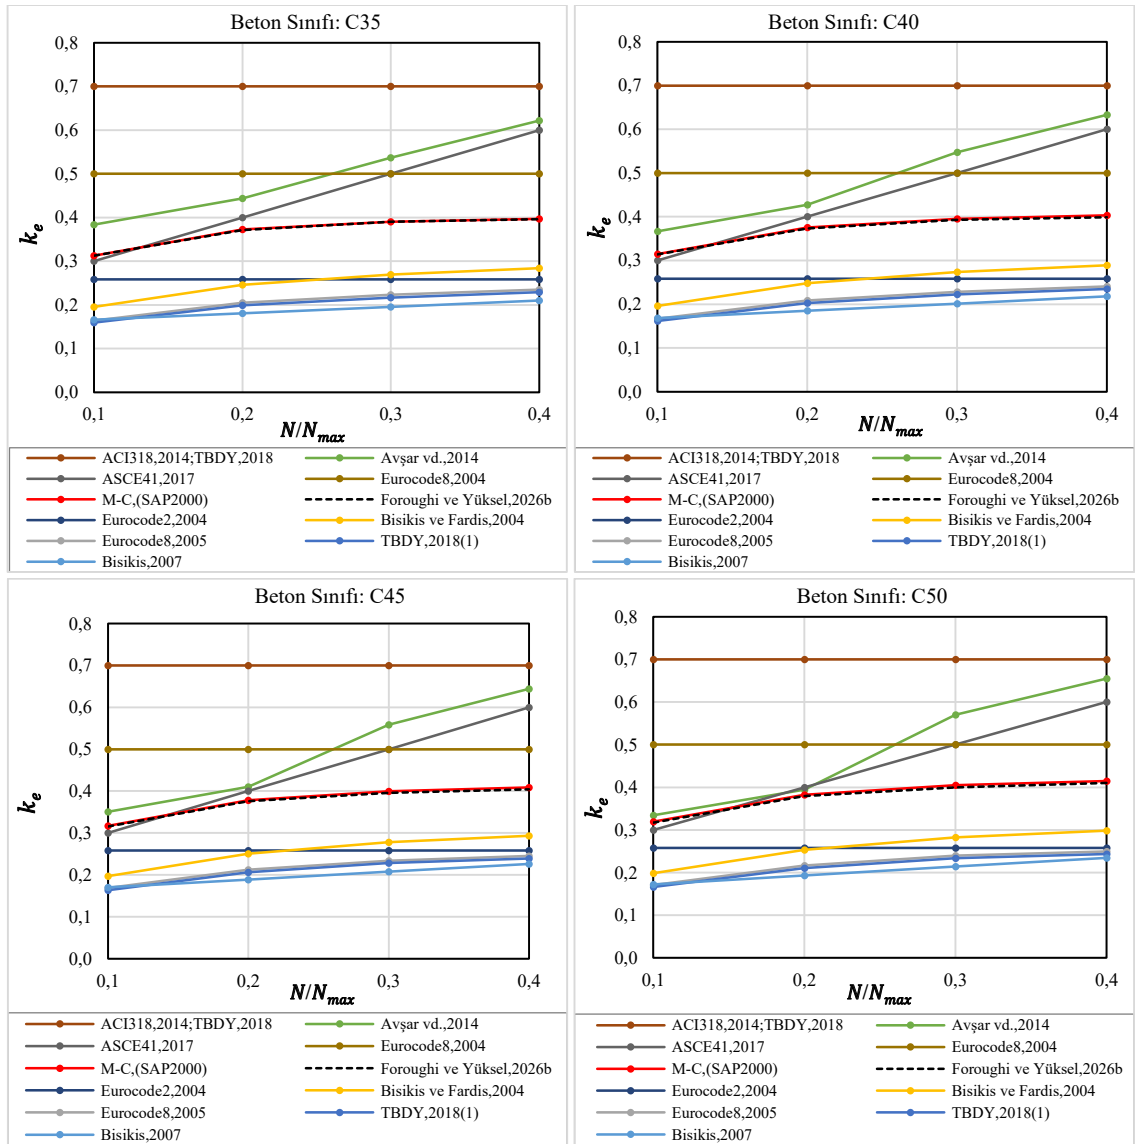 Beton Sınıfı: C35
0,8
0,7
0,6
0,5
0,4
0,3
0,2
0,1
0,0
k_e
0,1 0,2 0,3 0,4
N/N_max
ACI318,2014;TBDY,2018 Avşar vd.,2014
ASCE41,2017 Eurocode8,2004
M-C,(SAP2000) Foroughi ve Yüksel,2026b
Eurocode2,2004 Bisikis ve Fardis,2004
Eurocode8,2005 TBDY,2018(1)
Bisikis,2007
Beton Sınıfı: C40
0,8
0,7
0,6
0,5
0,4
0,3
0,2
0,1
0,0
k_e
0,1 0,2 0,3 0,4
N/N_max
ACI318,2014;TBDY,2018 Avşar vd.,2014
ASCE41,2017 Eurocode8,2004
M-C,(SAP2000) Foroughi ve Yüksel,2026b
Eurocode2,2004 Bisikis ve Fardis,2004
Eurocode8,2005 TBDY,2018(1)
Bisikis,2007
Beton Sınıfı: C45
0,8
0,7
0,6
0,5
0,4
0,3
0,2
0,1
0,0
k_e
0,1 0,2 0,3 0,4
N/N_max
ACI318,2014;TBDY,2018 Avşar vd.,2014
ASCE41,2017 Eurocode8,2004
M-C,(SAP2000) Foroughi ve Yüksel,2026b
Eurocode2,2004 Bisikis ve Fardis,2004
Eurocode8,2005 TBDY,2018(1)
Bisikis,2007
Beton Sınıfı: C50
0,8
0,7
0,6
0,5
0,4
0,3
0,2
0,1
0,0
k_e
0,1 0,2 0,3 0,4
N/N_max
ACI318,2014;TBDY,2018 Avşar vd.,2014
ASCE41,2017 Eurocode8,2004
M-C,(SAP2000) Foroughi ve Yüksel,2026b
Eurocode2,2004 Bisikis ve Fardis,2004
Eurocode8,2005 TBDY,2018(1)
Bisikis,2007